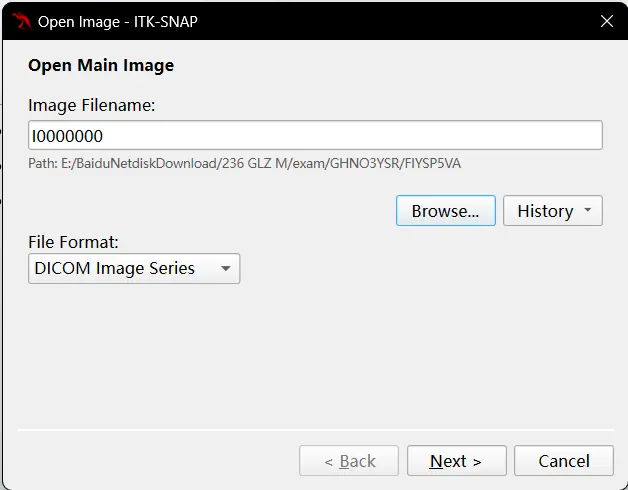 Open Image - ITK-SNAP
Open Main Image
Image Filename:
I0000000
Path: E:/BaiduNetdiskDownload/236 GLZ M/exam/GHNO3YSR/FIYSP5VA
Browse...
History
File Format:
DICOM Image Series
< Back
Next >
Cancel